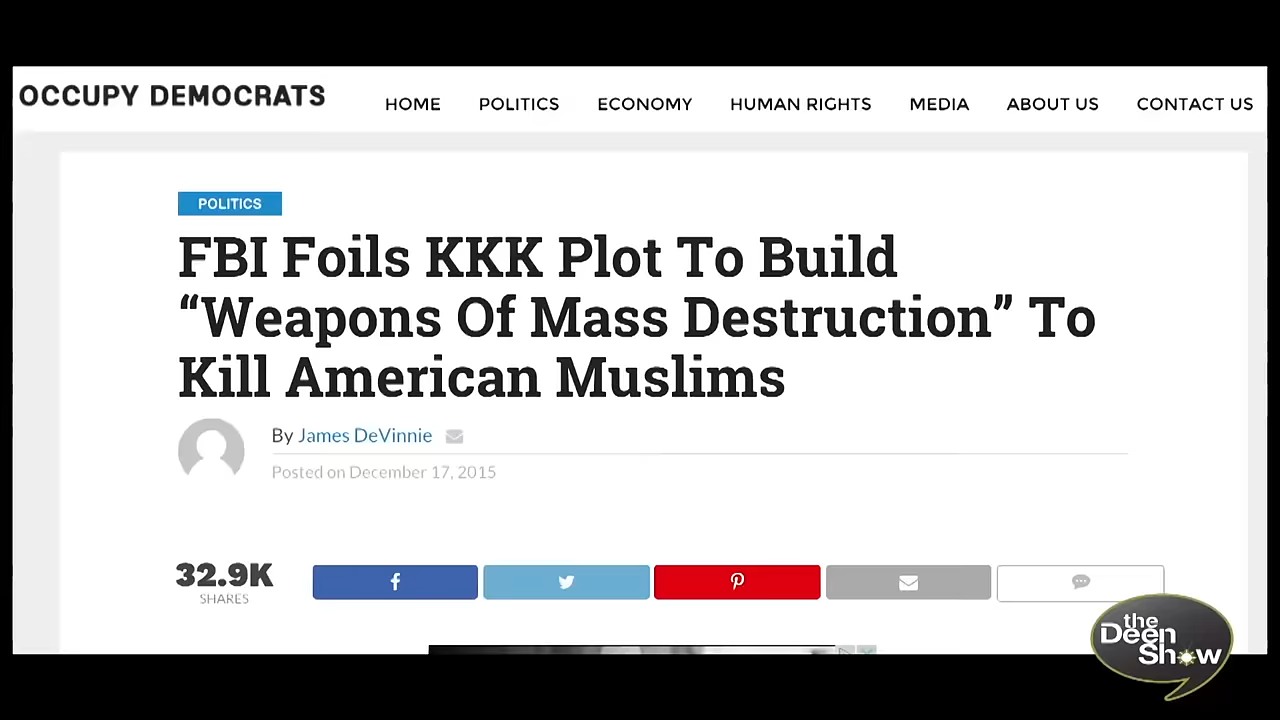 OCCUPY DEMOCRATS
HOME POLITICS ECONOMY HUMAN RIGHTS MEDIA ABOUT US CONTACT US
POLITICS
FBI Foils KKK Plot To Build
“Weapons Of Mass Destruction” To
Kill American Muslims
By James DeVinnie
Posted on December 17, 2015
32.9K
SHARES
the
Deen
Show